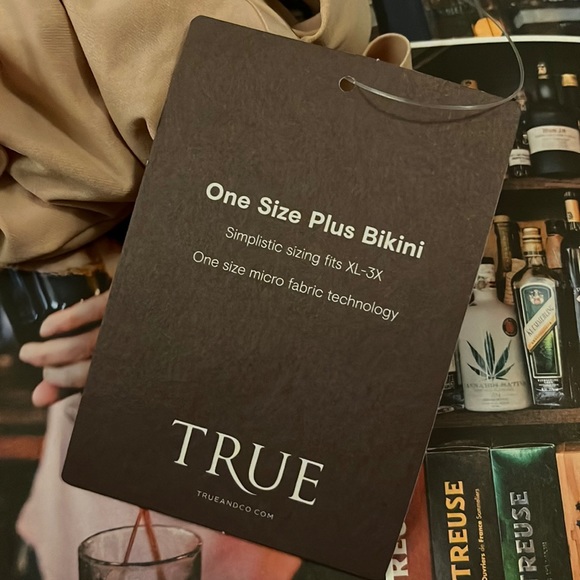 One Size Plus Bikini
Simplistic sizing fits XL-3X
One size micro fabric technology
TRUE
TRUEANDCO.COM
TREUSE
TREUSE